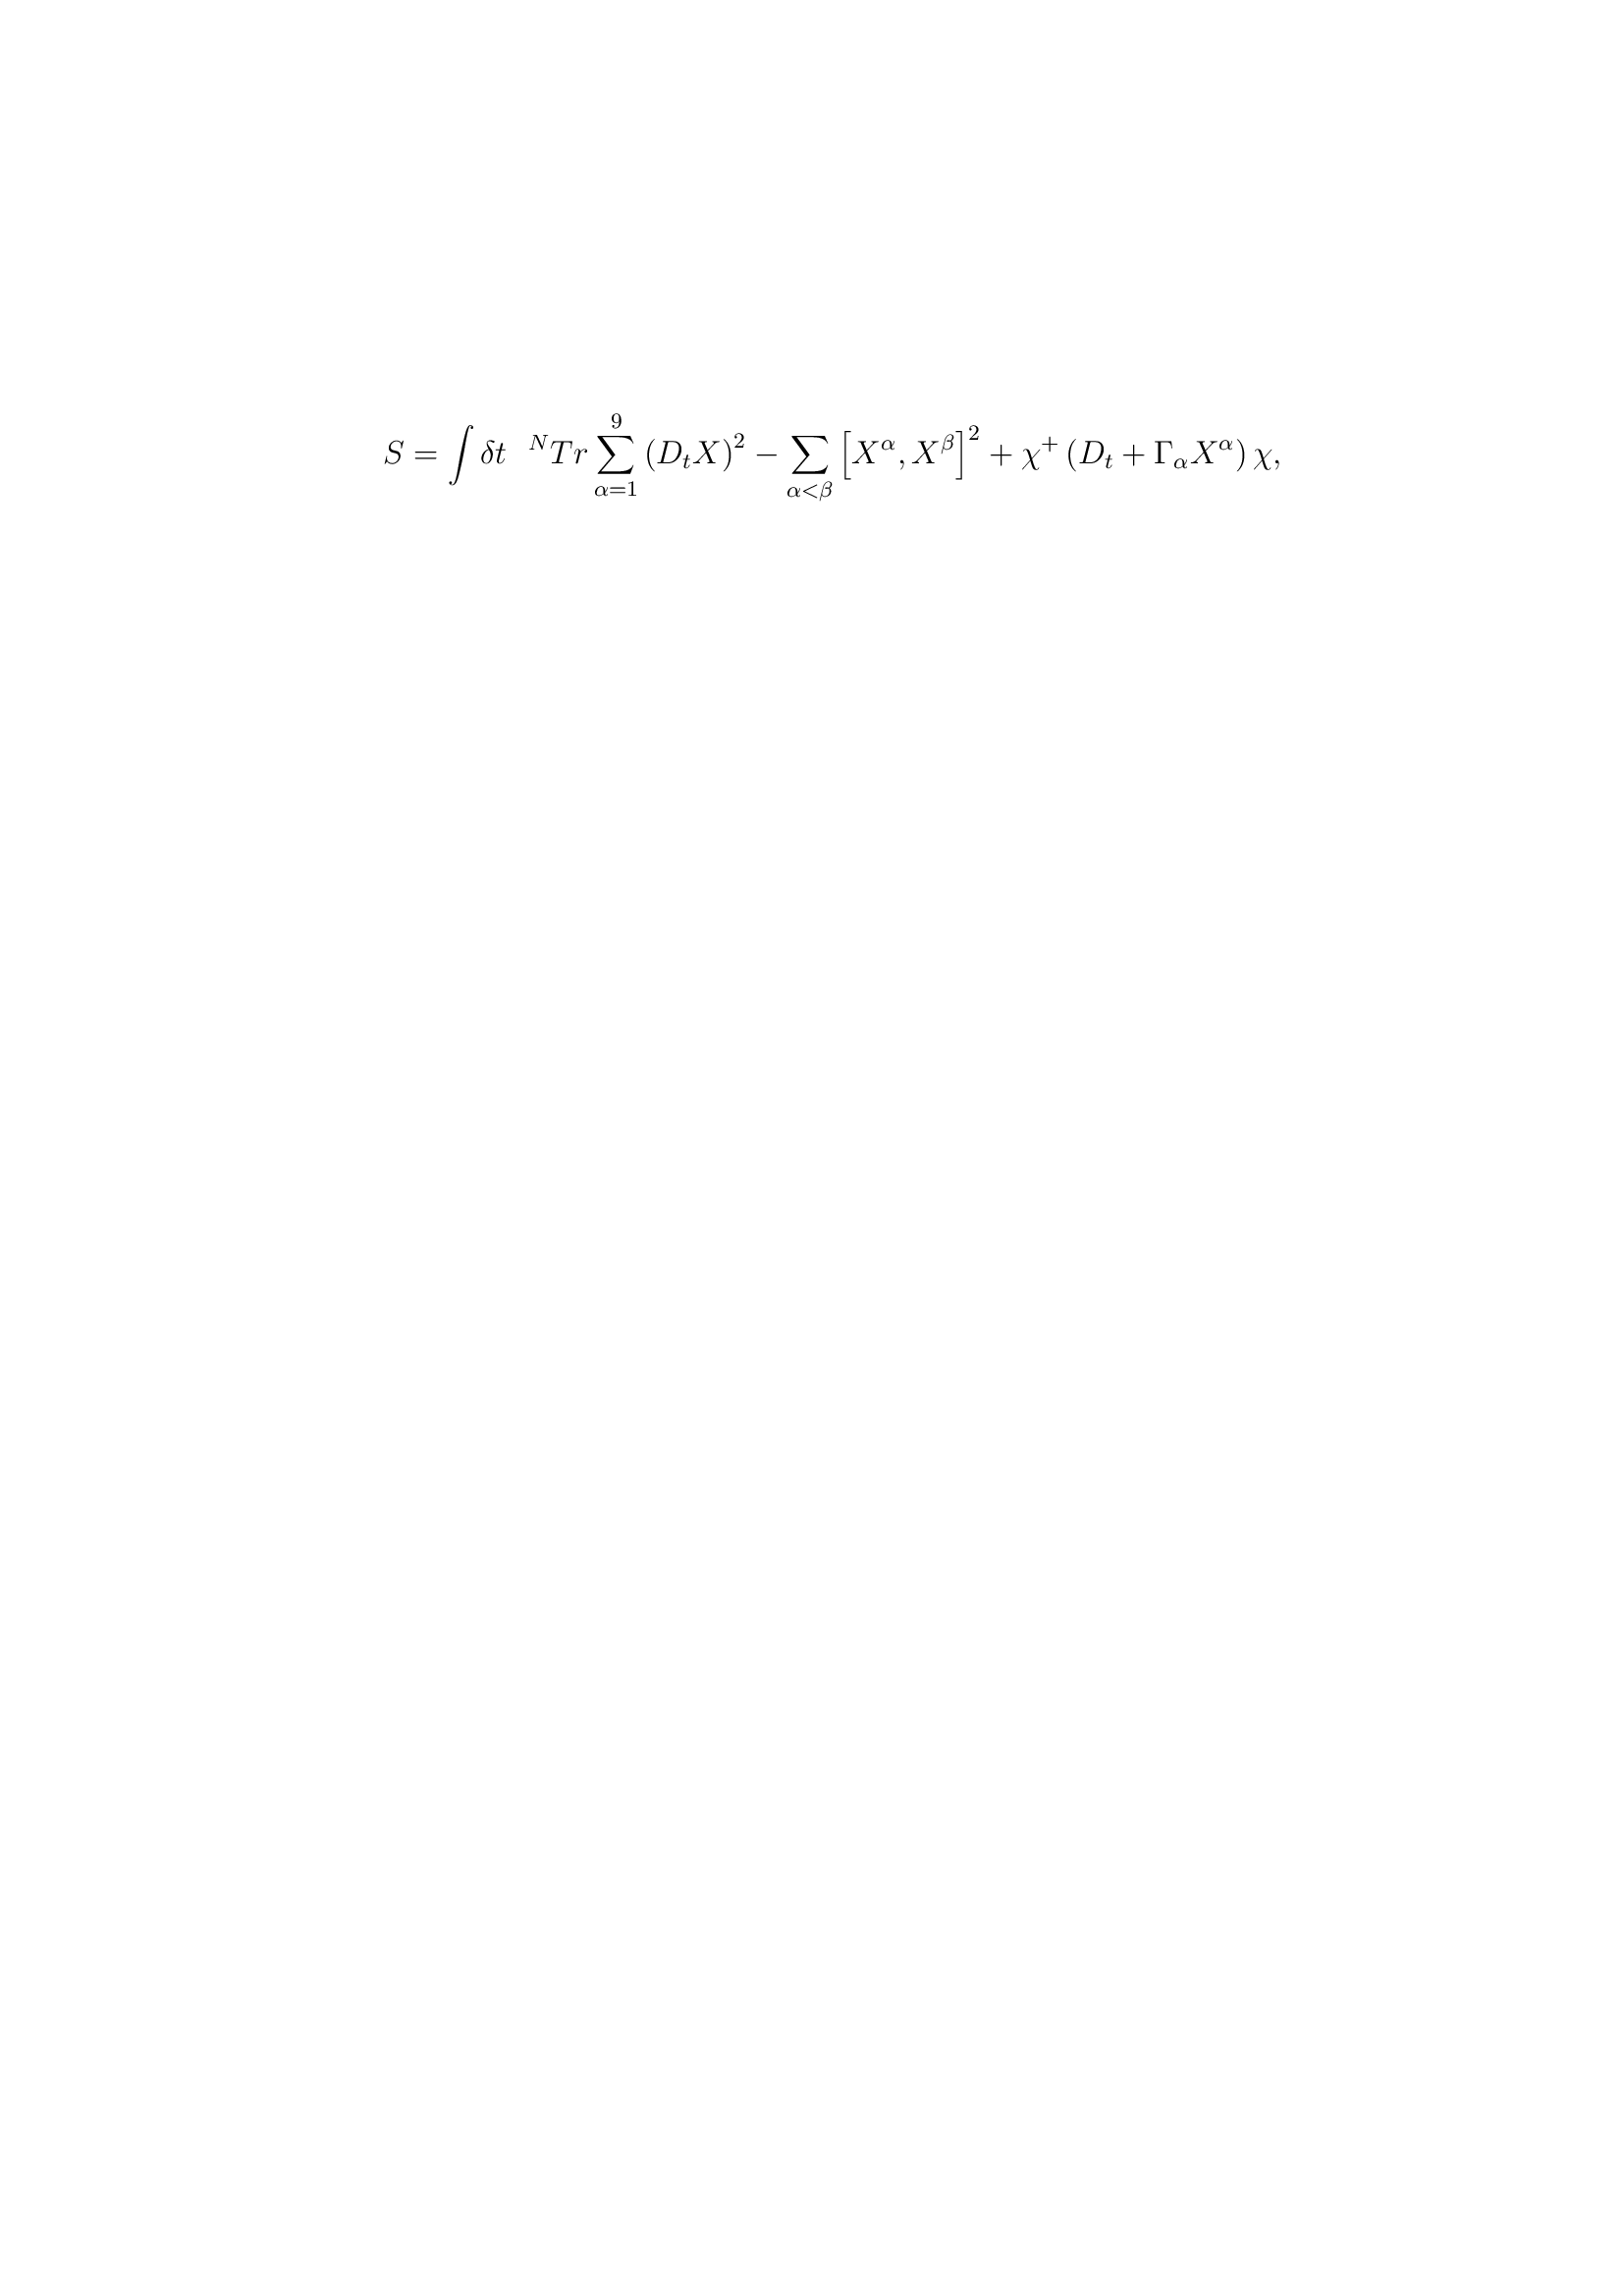 $S = \int \delta t \ \ {}^{N}Tr \sum_{\alpha=1}^{9} \left(D_t X\right)^2 - \sum_{\alpha<\beta} \left[X^{\alpha}, X^{\beta}\right]^2 + \chi^{+} \left(D_t + \Gamma_{\alpha} X^{\alpha}\right) \chi,$